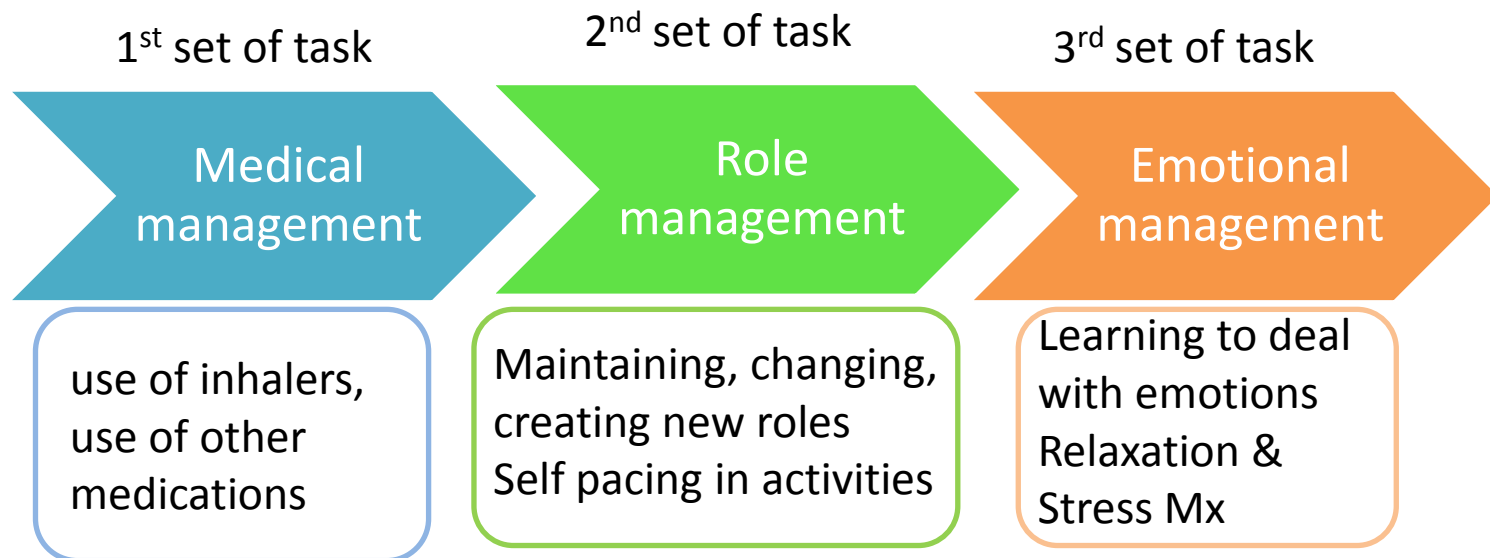 1st set of task
2nd set of task
3rd set of task
Medical
management
Role
management
Emotional
management
use of inhalers,
use of other
medications
Maintaining, changing,
creating new roles
Self pacing in activities
Learning to deal
with emotions
Relaxation &
Stress Mx